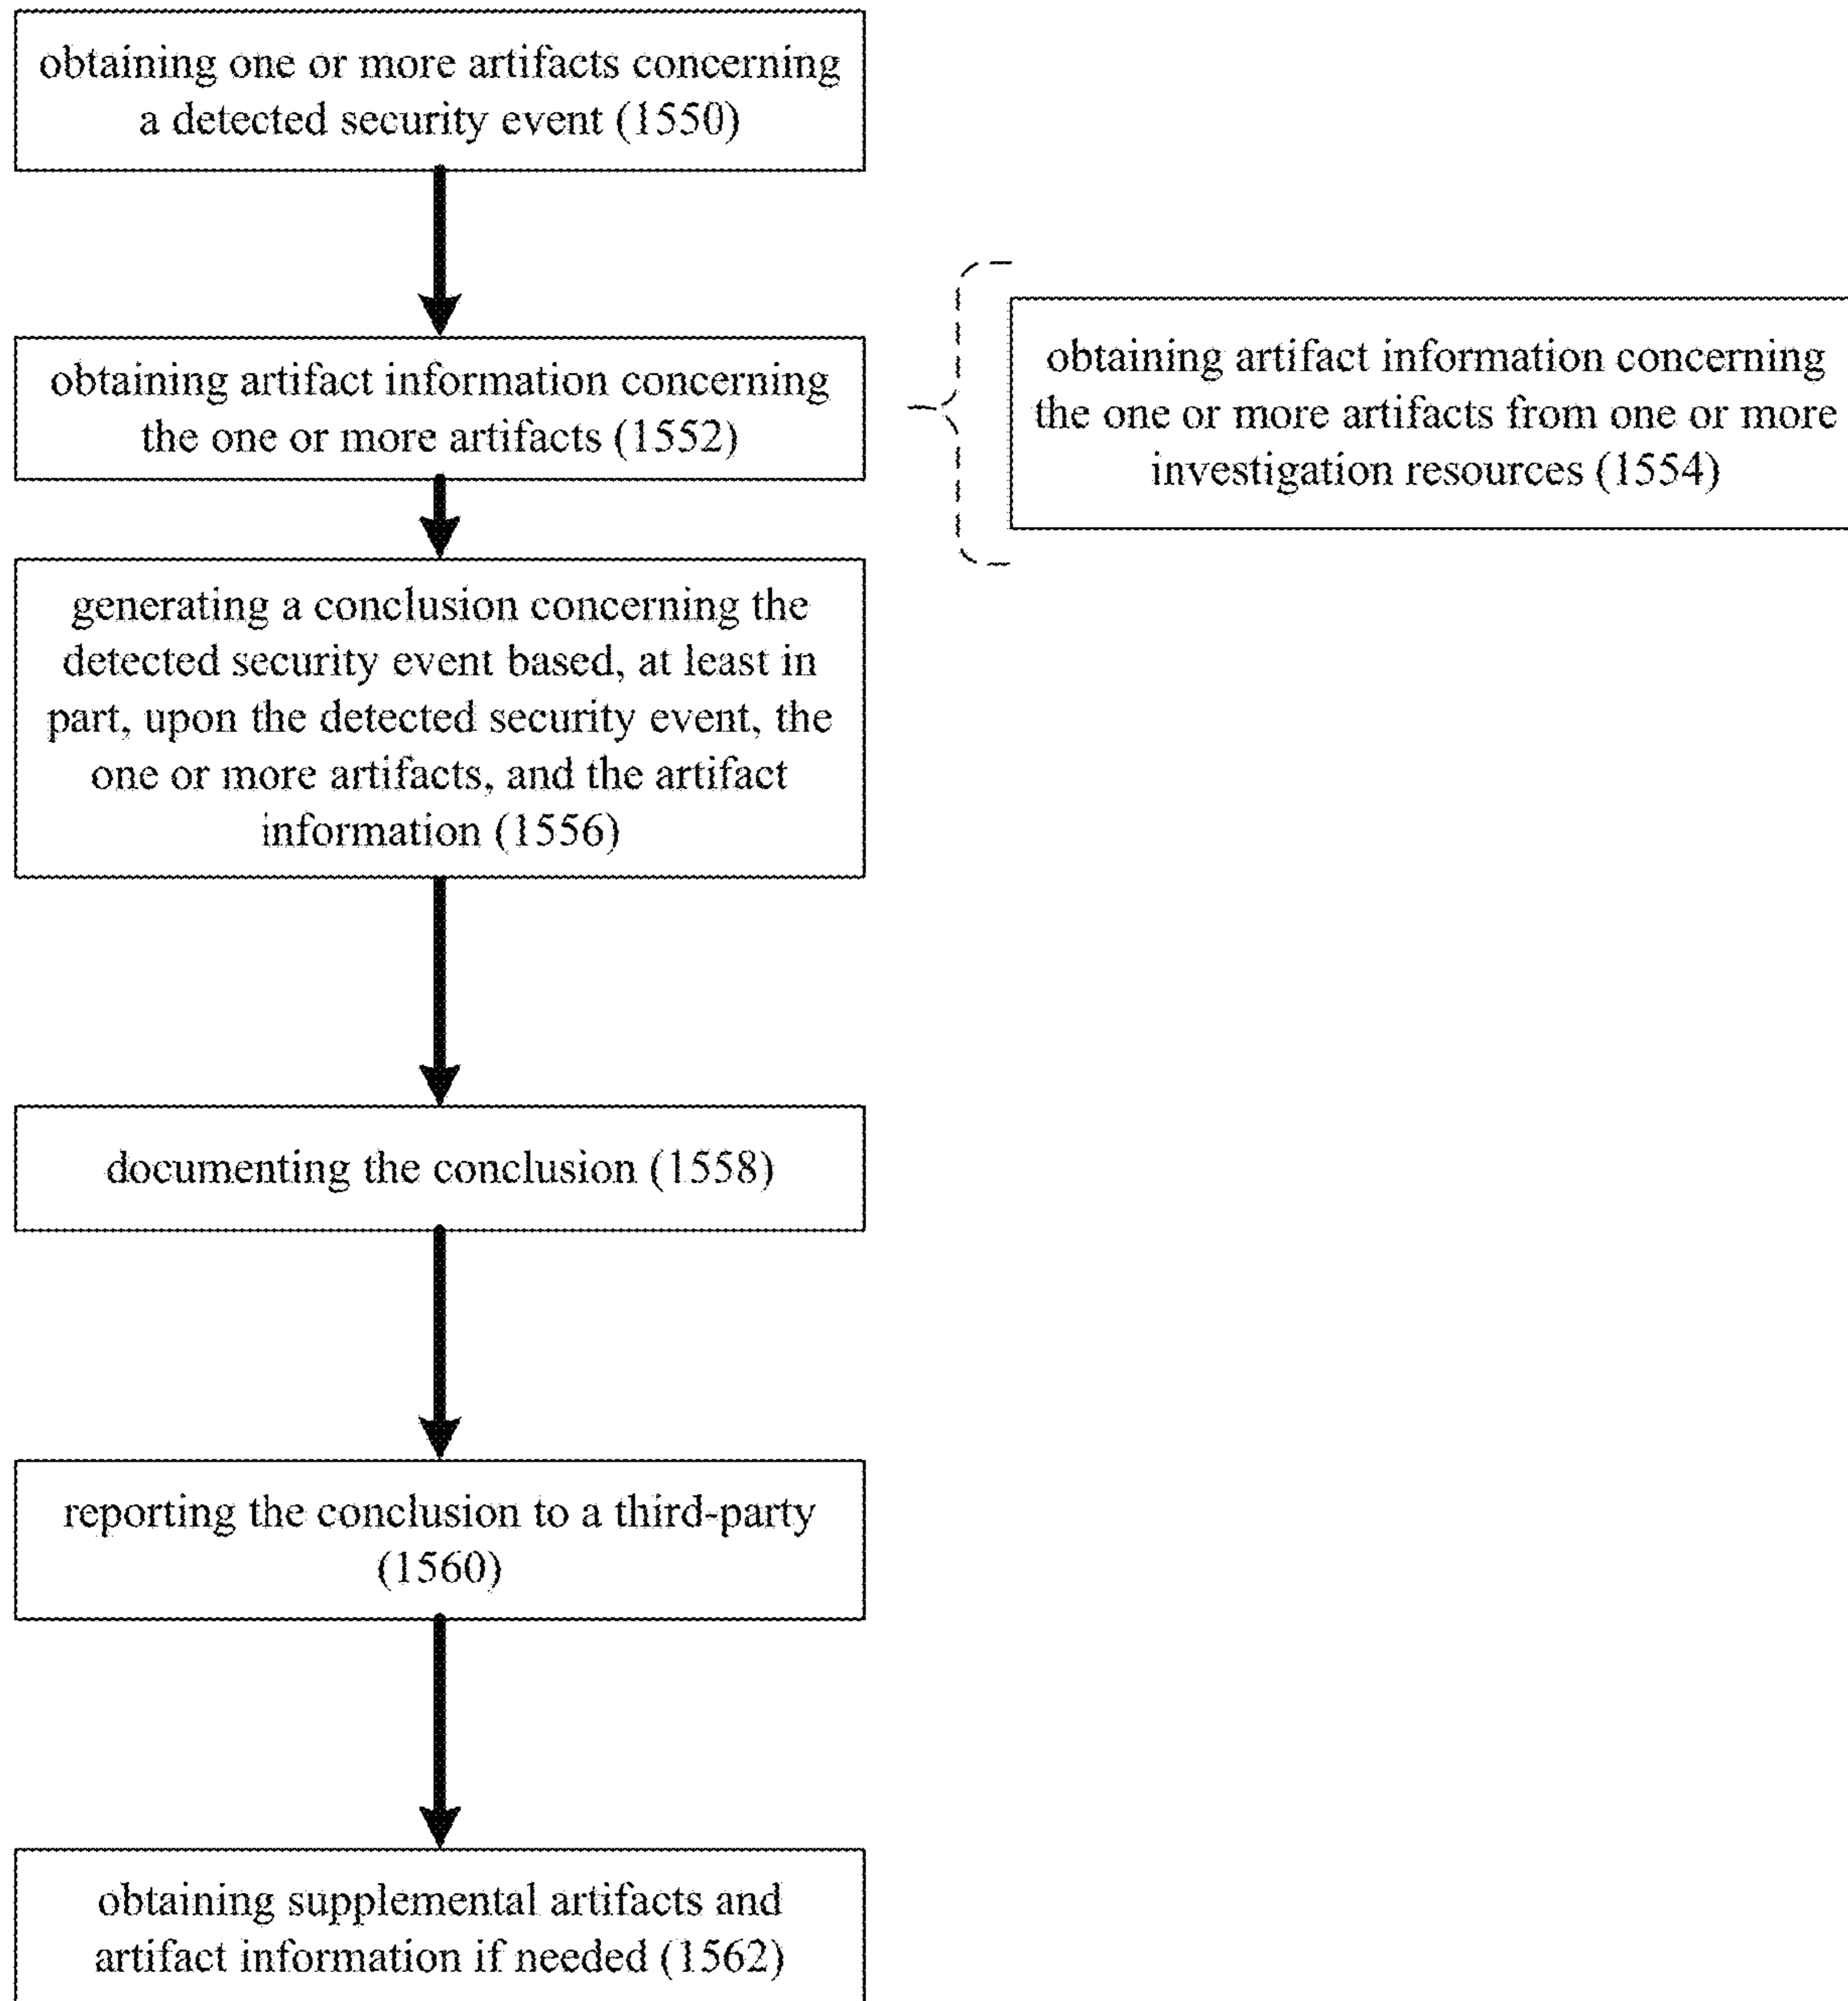 obtaining one or more artifacts concerning
a detected security event (1550)
obtaining artifact information concerning
the one or more artifacts (1552)
obtaining artifact information concerning
the one or more artifacts from one or more
investigation resources (1554)
generating a conclusion concerning the
detected security event based, at least in
part, upon the detected security event, the
one or more artifacts, and the artifact
information (1556)
documenting the conclusion (1558)
reporting the conclusion to a third-party
(1560)
obtaining supplemental artifacts and
artifact information if needed (1562)